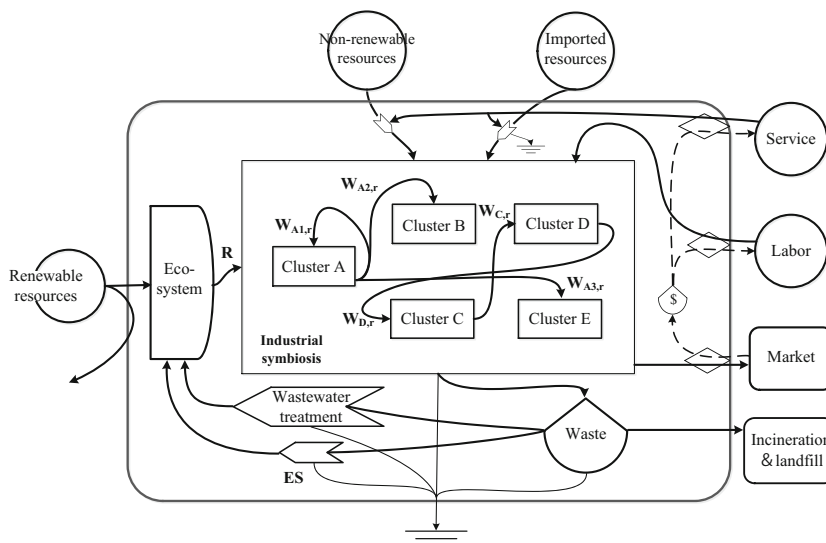 Non-renewable
resources
Imported
resources
Service
W_A2,r
W_A1,r
W_C,r
Cluster B
Cluster D
Cluster A
R
Eco-
system
Renewable
resources
Labor
W_A3,r
$
W_D,r
Cluster C
Cluster E
Industrial
symbiosis
Market
Wastewater
treatment
Waste
Incineration
& landfill
ES